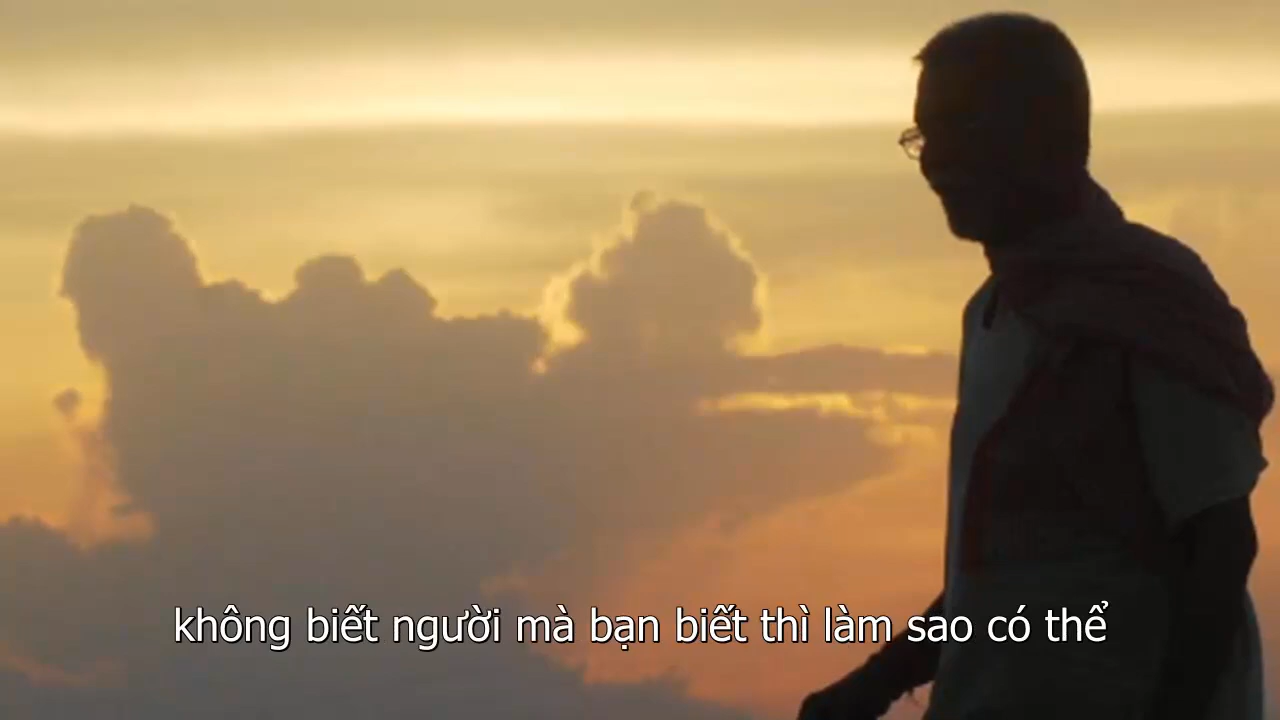 không biết người mà bạn biết thì làm sao có thể